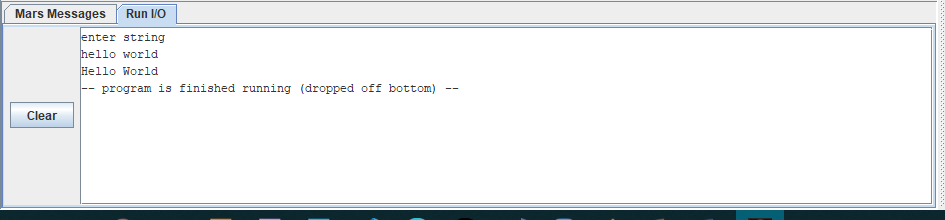 Mars Messages Run I/O
enter string
hello world
Hello World
-- program is finished running (dropped off bottom) --
Clear